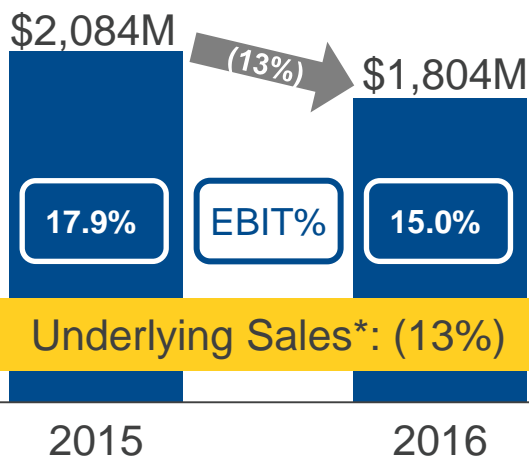 $2,084M
(13%)
$1,804M
17.9%
EBIT%
15.0%
Underlying Sales*: (13%)
2015
2016